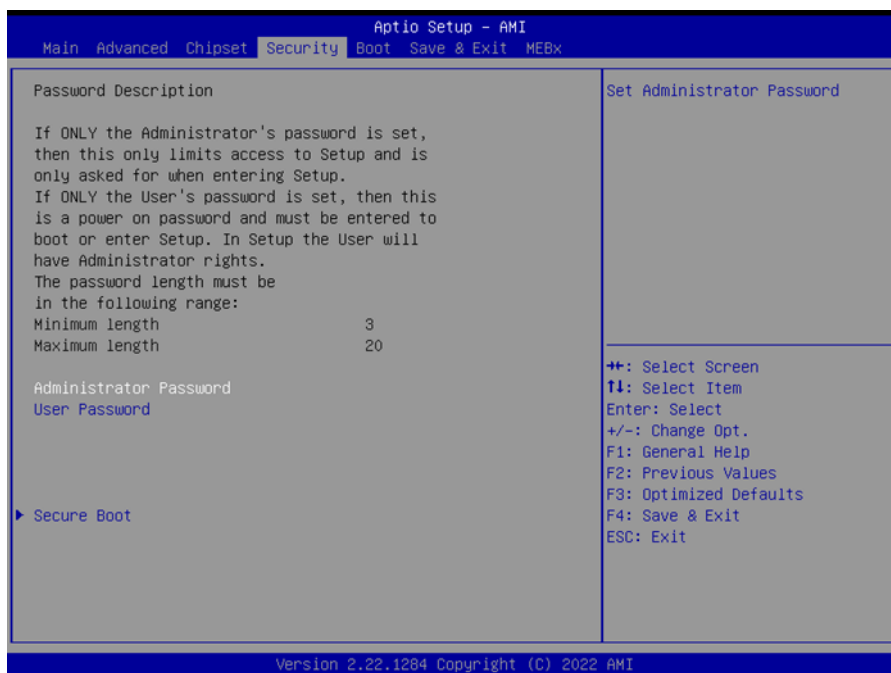 Aptio Setup - AMI
Main Advanced Chipset Security Boot Save & Exit MEBx
Password Description
If ONLY the Administrator's password is set,
then this only limits access to Setup and is
only asked for when entering Setup.
If ONLY the User's password is set, then this
is a power on password and must be entered to
boot or enter Setup. In Setup the User will
have Administrator rights.
The password length must be
in the following range:
Minimum length 3
Maximum length 20
Administrator Password
User Password
▶ Secure Boot
Set Administrator Password
→←: Select Screen
↑↓: Select Item
Enter: Select
+/-: Change Opt.
F1: General Help
F2: Previous Values
F3: Optimized Defaults
F4: Save & Exit
ESC: Exit
Version 2.22.1284 Copyright (C) 2022 AMI